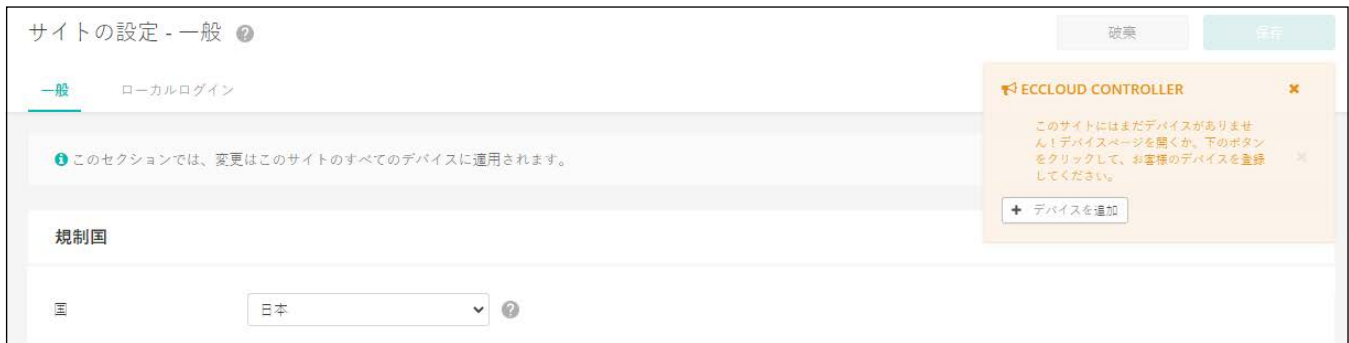 サイトの設定 - 一般
破棄
保存
一般
ローカルログイン
ECCLOUD CONTROLLER
このサイトにはまだデバイスがありませ
ん！デバイスページを開くか、下のボタン
をクリックして、お客様のデバイスを登録
してください。
デバイスを追加
このセクションでは、変更はこのサイトのすべてのデバイスに適用されます。
規制国
国
日本